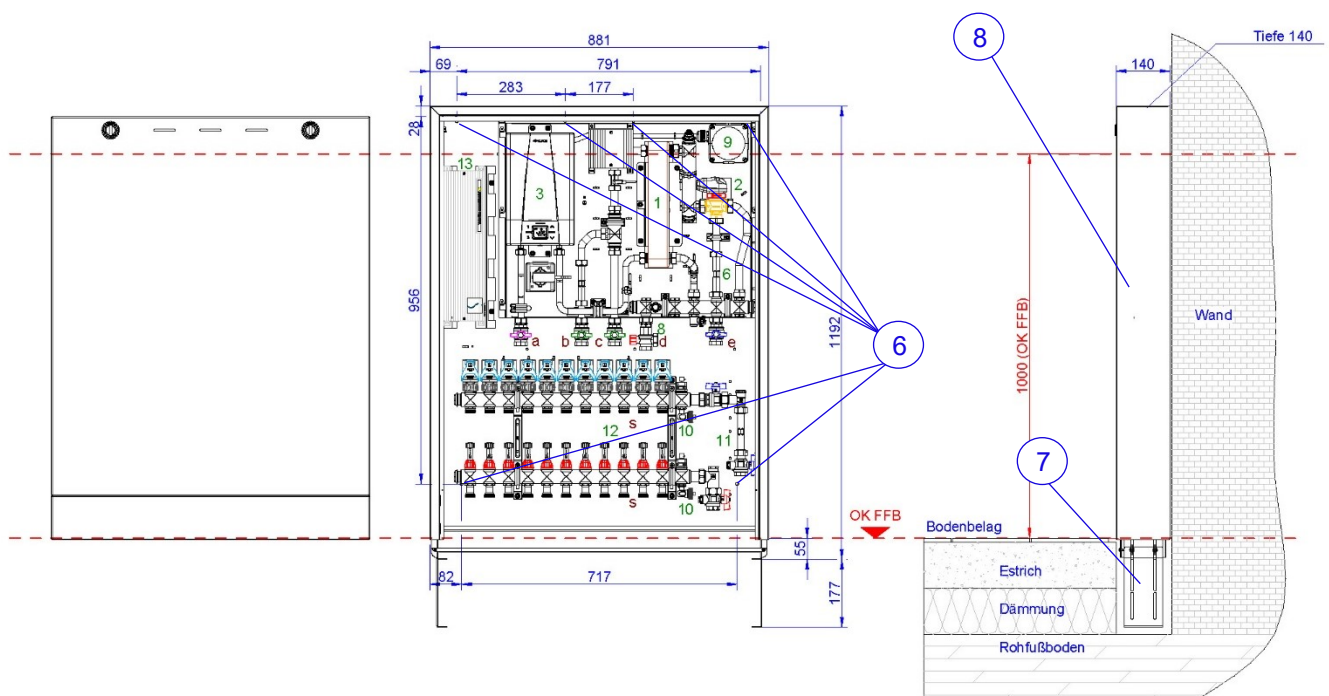 881
69
791
283
177
28
956
1192
55
177
82
717
13
3
1
9
2
6
8
a
b
c
E
d
e
s
12
10
11
s
10
6
OK FFB
1000 (OK FFB)
8
Tiefe 140
140
Wand
7
Bodenbelag
Estrich
Dämmung
Rohfußboden